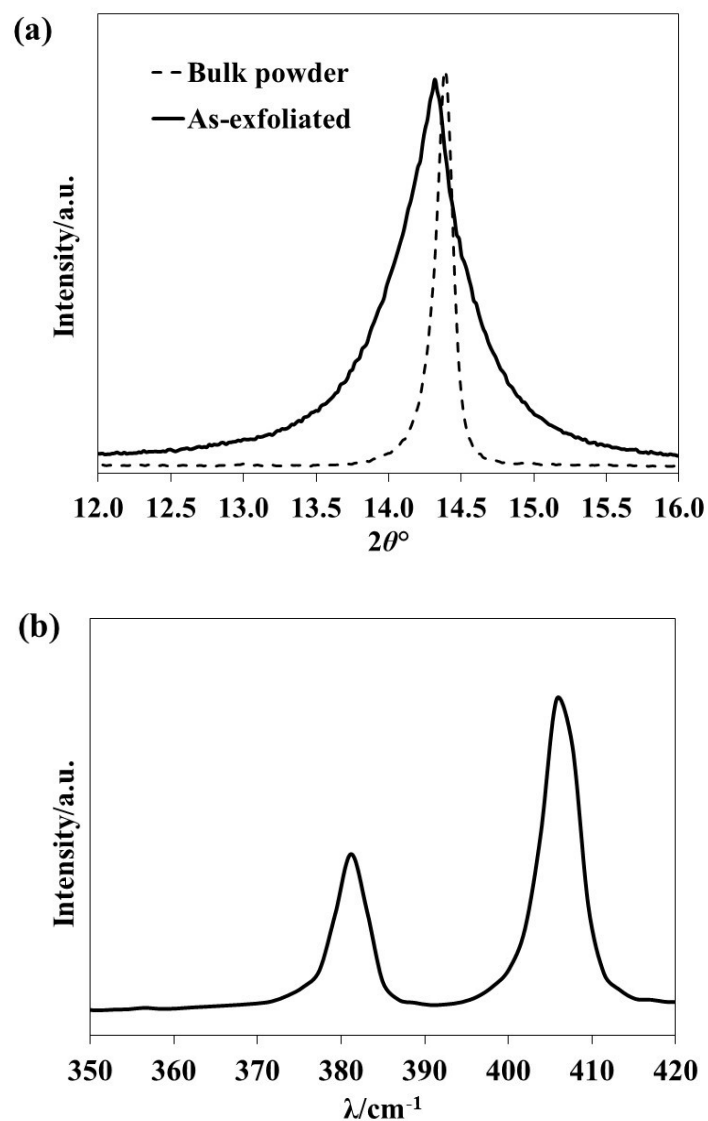 (a)
Bulk powder
As-exfoliated
Intensity/a.u.
12.0 12.5 13.0 13.5 14.0 14.5 15.0 15.5 16.0
2θ°
(b)
Intensity/a.u.
350 360 370 380 390 400 410 420
λ/cm⁻¹